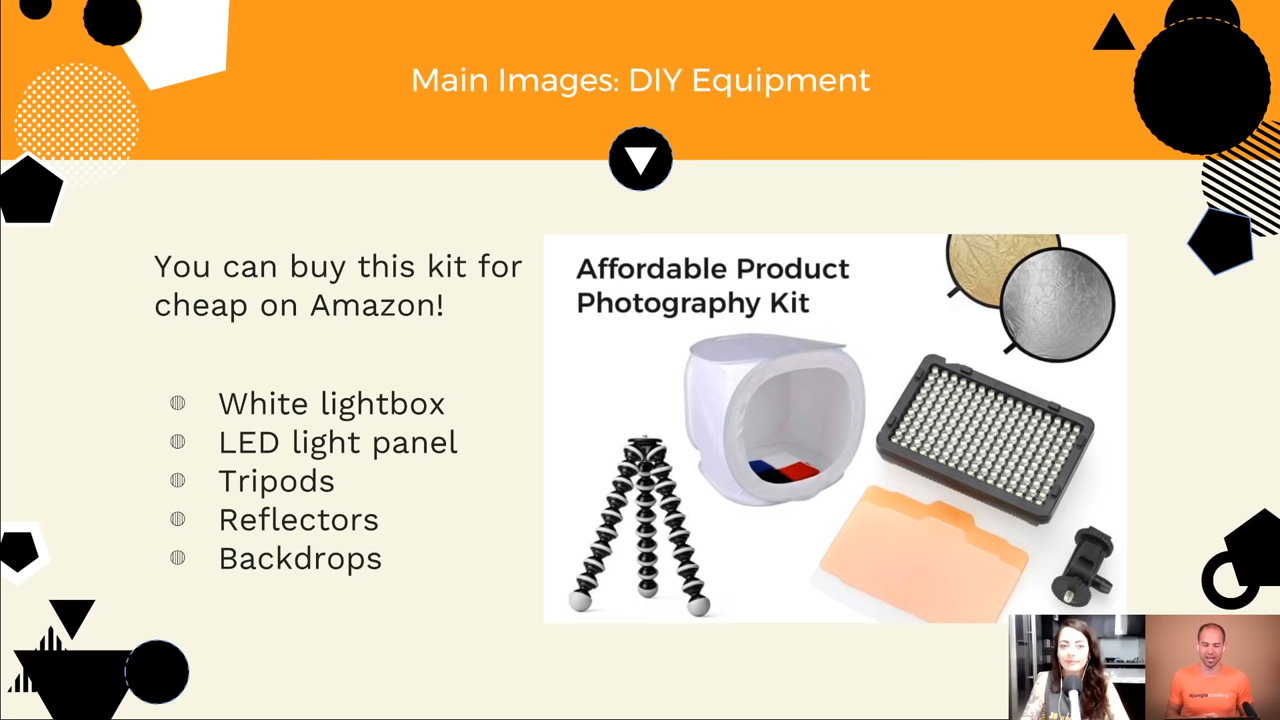 Main Images: DIY Equipment
You can buy this kit for
cheap on Amazon!
White lightbox
LED light panel
Tripods
Reflectors
Backdrops
Affordable Product
Photography Kit